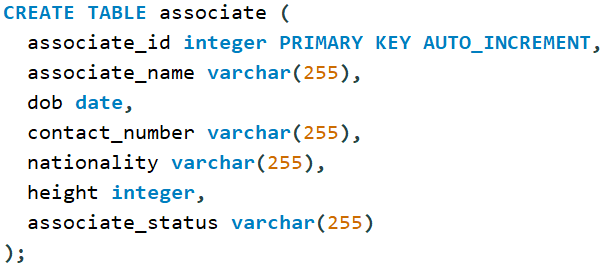 CREATE TABLE associate (
  associate_id integer PRIMARY KEY AUTO_INCREMENT,
  associate_name varchar(255),
  dob date,
  contact_number varchar(255),
  nationality varchar(255),
  height integer,
  associate_status varchar(255)
);